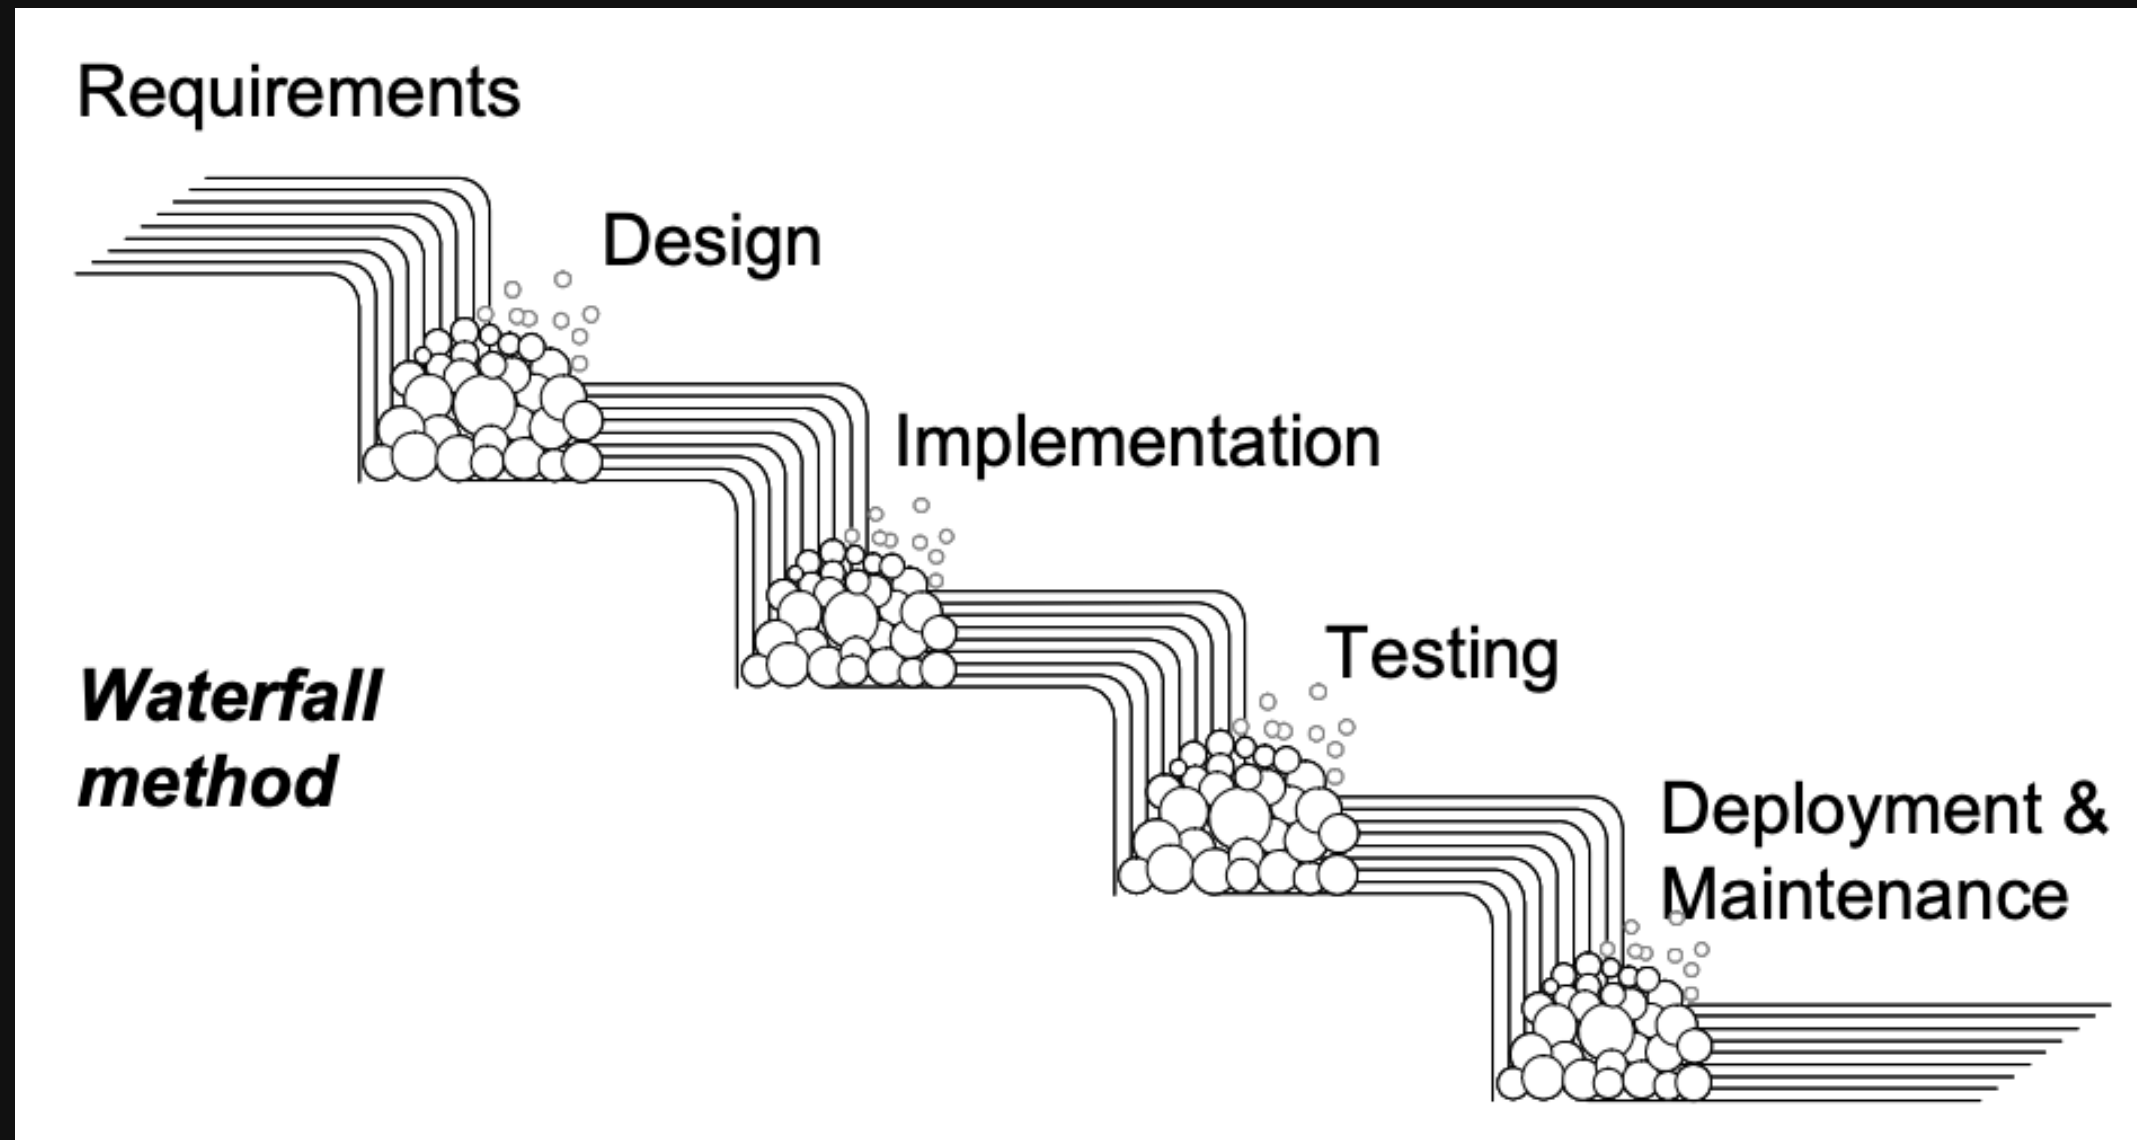 Requirements
Design
Implementation
Testing
Waterfall
method
Deployment &
Maintenance